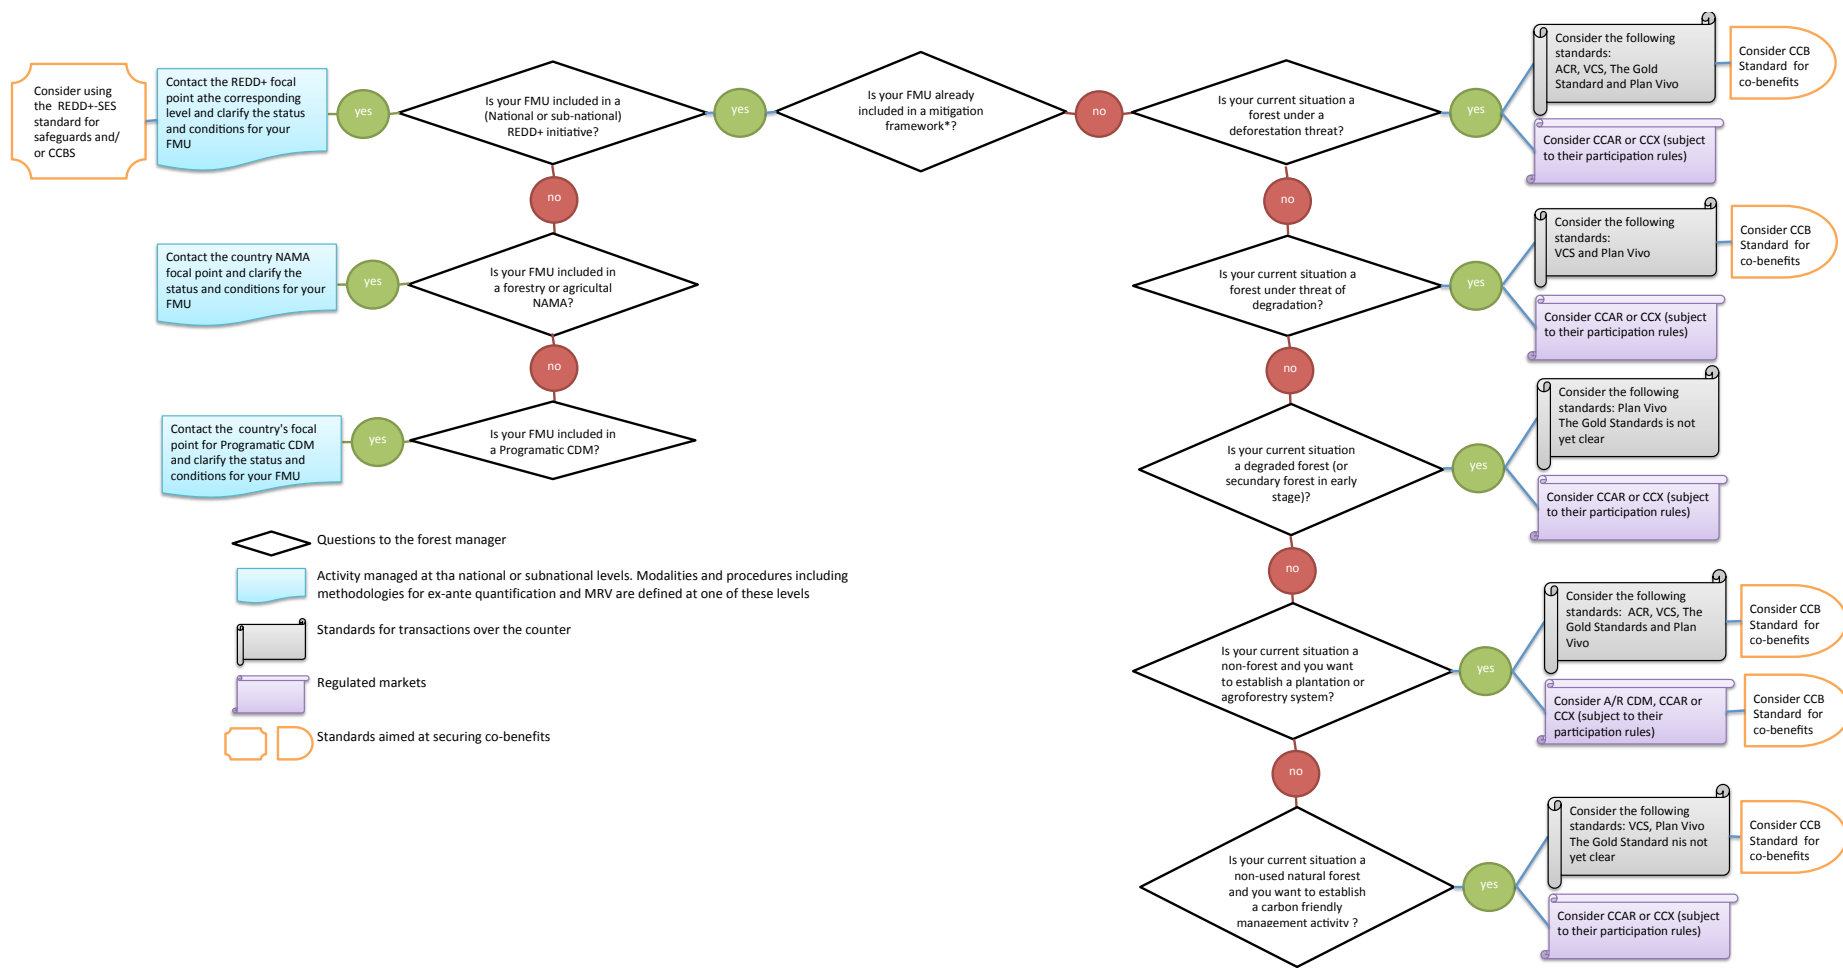 Consider using
the REDD+-SES
standard for
safeguards and/
or CCBS
Contact the REDD+ focal
point athe corresponding
level and clarify the status
and conditions for your
FMU
yes
Is your FMU included in a
(National or sub-national)
REDD+ initiative?
yes
Is your FMU already
included in a mitigation
framework*?
no
Is your current situation a
forest under a
deforestation threat?
yes
Consider the following
standards:
ACR, VCS, The Gold
Standard and Plan Vivo
Consider CCB
Standard for
co-benefits
Consider CCAR or CCX (subject
to their participation rules)
no
no
Contact the country NAMA
focal point and clarify the
status and conditions for your
FMU
yes
Is your FMU included in
a forestry or agricultal
NAMA?
Is your current situation a
forest under threat of
degradation?
yes
Consider the following
standards:
VCS and Plan Vivo
Consider CCB
Standard for
co-benefits
Consider CCAR or CCX (subject
to their participation rules)
no
no
Contact the country's focal
point for Programatic CDM
and clarify the status and
conditions for your FMU
yes
Is your FMU included in
a Programatic CDM?
Is your current situation
a degraded forest (or
secundary forest in early
stage)?
yes
Consider the following
standards: Plan Vivo
The Gold Standards is not
yet clear
Consider CCAR or CCX (subject
to their participation rules)
no
Questions to the forest manager
Activity managed at tha national or subnational levels. Modalities and procedures including
methodologies for ex-ante quantification and MRV are defined at one of these levels
Standards for transactions over the counter
Regulated markets
Standards aimed at securing co-benefits
Is your current situation a
non-forest and you want
to establish a plantation or
agroforestry system?
yes
Consider the following
standards: ACR, VCS, The
Gold Standards and Plan
Vivo
Consider CCB
Standard for
co-benefits
Consider A/R CDM, CCAR or
CCX (subject to their
participation rules)
Consider CCB
Standard for
co-benefits
no
Is your current situation a
non-used natural forest
and you want to establish
a carbon friendly
management activity ?
yes
Consider the following
standards: VCS, Plan Vivo
The Gold Standard nis not
yet clear
Consider CCB
Standard for
co-benefits
Consider CCAR or CCX (subject
to their participation rules)